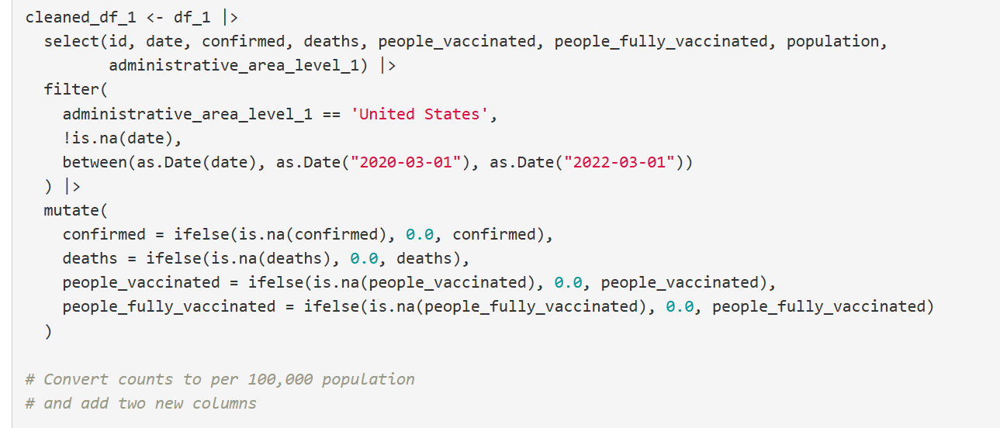 cleaned_df_1 <- df_1 |>
  select(id, date, confirmed, deaths, people_vaccinated, people_fully_vaccinated, population,
         administrative_area_level_1) |>
  filter(
    administrative_area_level_1 == 'United States',
    !is.na(date),
    between(as.Date(date), as.Date("2020-03-01"), as.Date("2022-03-01"))
  ) |>
  mutate(
    confirmed = ifelse(is.na(confirmed), 0.0, confirmed),
    deaths = ifelse(is.na(deaths), 0.0, deaths),
    people_vaccinated = ifelse(is.na(people_vaccinated), 0.0, people_vaccinated),
    people_fully_vaccinated = ifelse(is.na(people_fully_vaccinated), 0.0, people_fully_vaccinated)
  )

# Convert counts to per 100,000 population
# and add two new columns